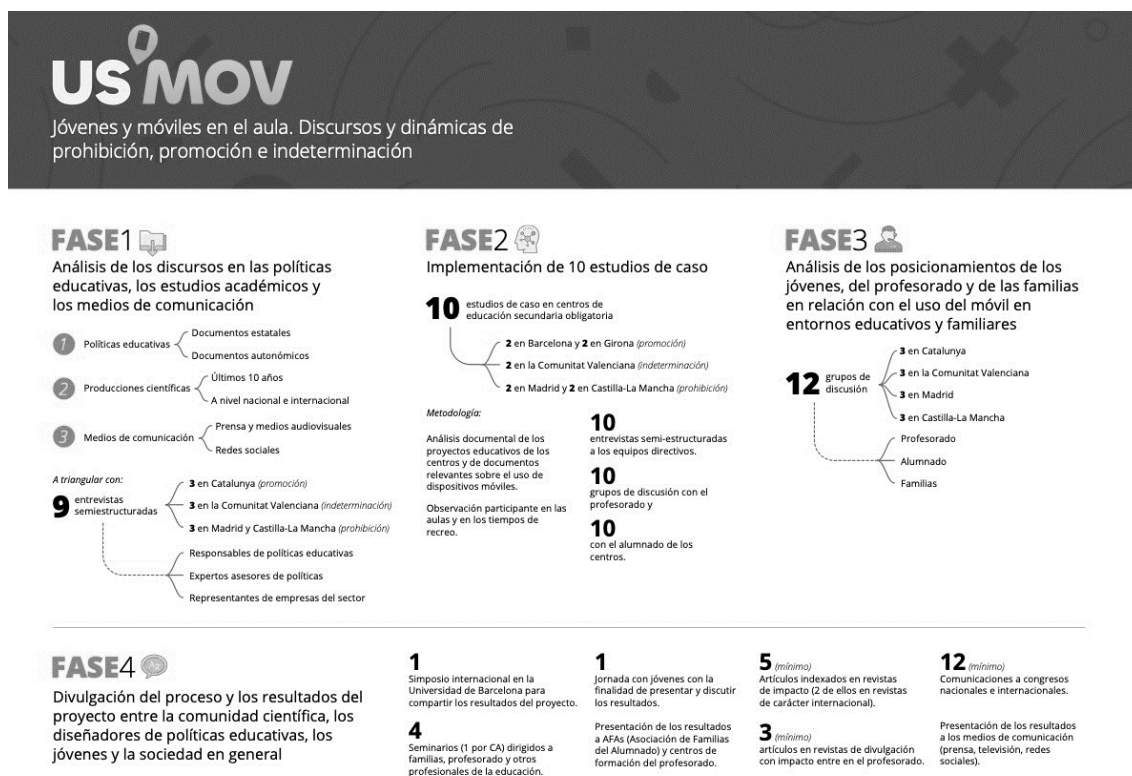 US MOV
Jóvenes y móviles en el aula. Discursos y dinámicas de
prohibición, promoción e indeterminación
FASE1
Análisis de los discursos en las políticas
educativas, los estudios académicos y
los medios de comunicación
1 Políticas educativas
Documentos estatales
Documentos autonómicos
2 Producciones científicas
Últimos 10 años
A nivel nacional e internacional
3 Medios de comunicación
Prensa y medios audiovisuales
Redes sociales
A triangular con:
9 entrevistas
semiestructuradas
3 en Catalunya (promoción)
3 en la Comunitat Valenciana (indeterminación)
3 en Madrid y Castilla-La Mancha (prohibición)
Responsables de políticas educativas
Expertos asesores de políticas
Representantes de empresas del sector
FASE2
Implementación de 10 estudios de caso
10 estudios de caso en centros de
educación secundaria obligatoria
2 en Barcelona y 2 en Girona (promoción)
2 en la Comunitat Valenciana (indeterminación)
2 en Madrid y 2 en Castilla-La Mancha (prohibición)
Metodología:
Análisis documental de los
proyectos educativos de los
centros y de documentos
relevantes sobre el uso de
dispositivos móviles.
Observación participante en las
aulas y en los tiempos de
recreo.
10
entrevistas semi-estructuradas
a los equipos directivos.
10
grupos de discusión con el
profesorado y
10
con el alumnado de los
centros.
FASE3
Análisis de los posicionamientos de los
jóvenes, del profesorado y de las familias
en relación con el uso del móvil en
entornos educativos y familiares
12 grupos de
discusión
3 en Catalunya
3 en la Comunitat Valenciana
3 en Madrid
3 en Castilla-La Mancha
Profesorado
Alumnado
Familias
FASE4
Divulgación del proceso y los resultados del
proyecto entre la comunidad científica, los
diseñadores de políticas educativas, los
jóvenes y la sociedad en general
1
Simposio internacional en la
Universidad de Barcelona para
compartir los resultados del proyecto.
4
Seminarios (1 por CA) dirigidos a
familias, profesorado y otros
profesionales de la educación.
1
Jornada con jóvenes con la
finalidad de presentar y discutir
los resultados.
Presentación de los resultados
a AFAs (Asociación de Familias
del Alumnado) y centros de
formación del profesorado.
5 (mínimo)
Artículos indexados en revistas
de impacto (2 de ellos en revistas
de carácter internacional).
3 (mínimo)
artículos en revistas de divulgación
con impacto entre en el profesorado.
12 (mínimo)
Comunicaciones a congresos
nacionales e internacionales.
Presentación de los resultados
a los medios de comunicación
(prensa, televisión, redes
sociales).